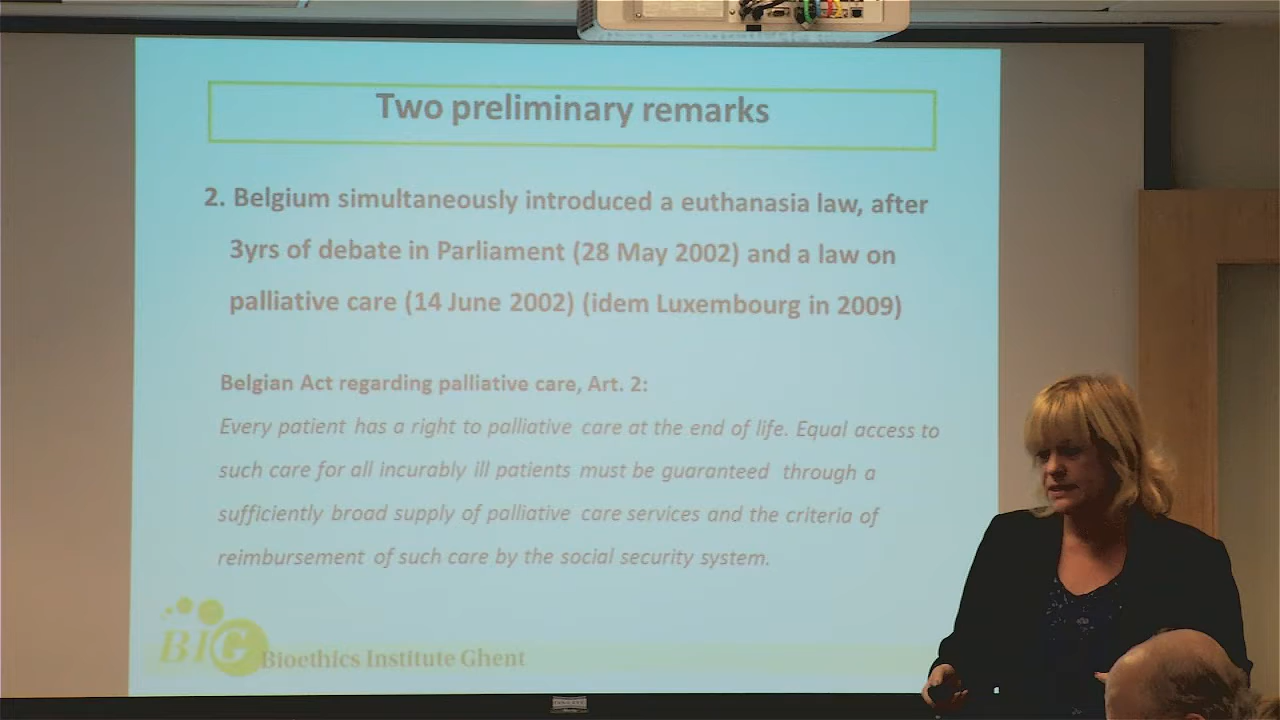 Two preliminary remarks
2. Belgium simultaneously introduced a euthanasia law, after
3yrs of debate in Parliament (28 May 2002) and a law on
palliative care (14 June 2002) (idem Luxembourg in 2009)
Belgian Act regarding palliative care, Art. 2:
Every patient has a right to palliative care at the end of life. Equal access to
such care for all incurably ill patients must be guaranteed through a
sufficiently broad supply of palliative care services and the criteria of
reimbursement of such care by the social security system.
BIG
Bioethics Institute Ghent